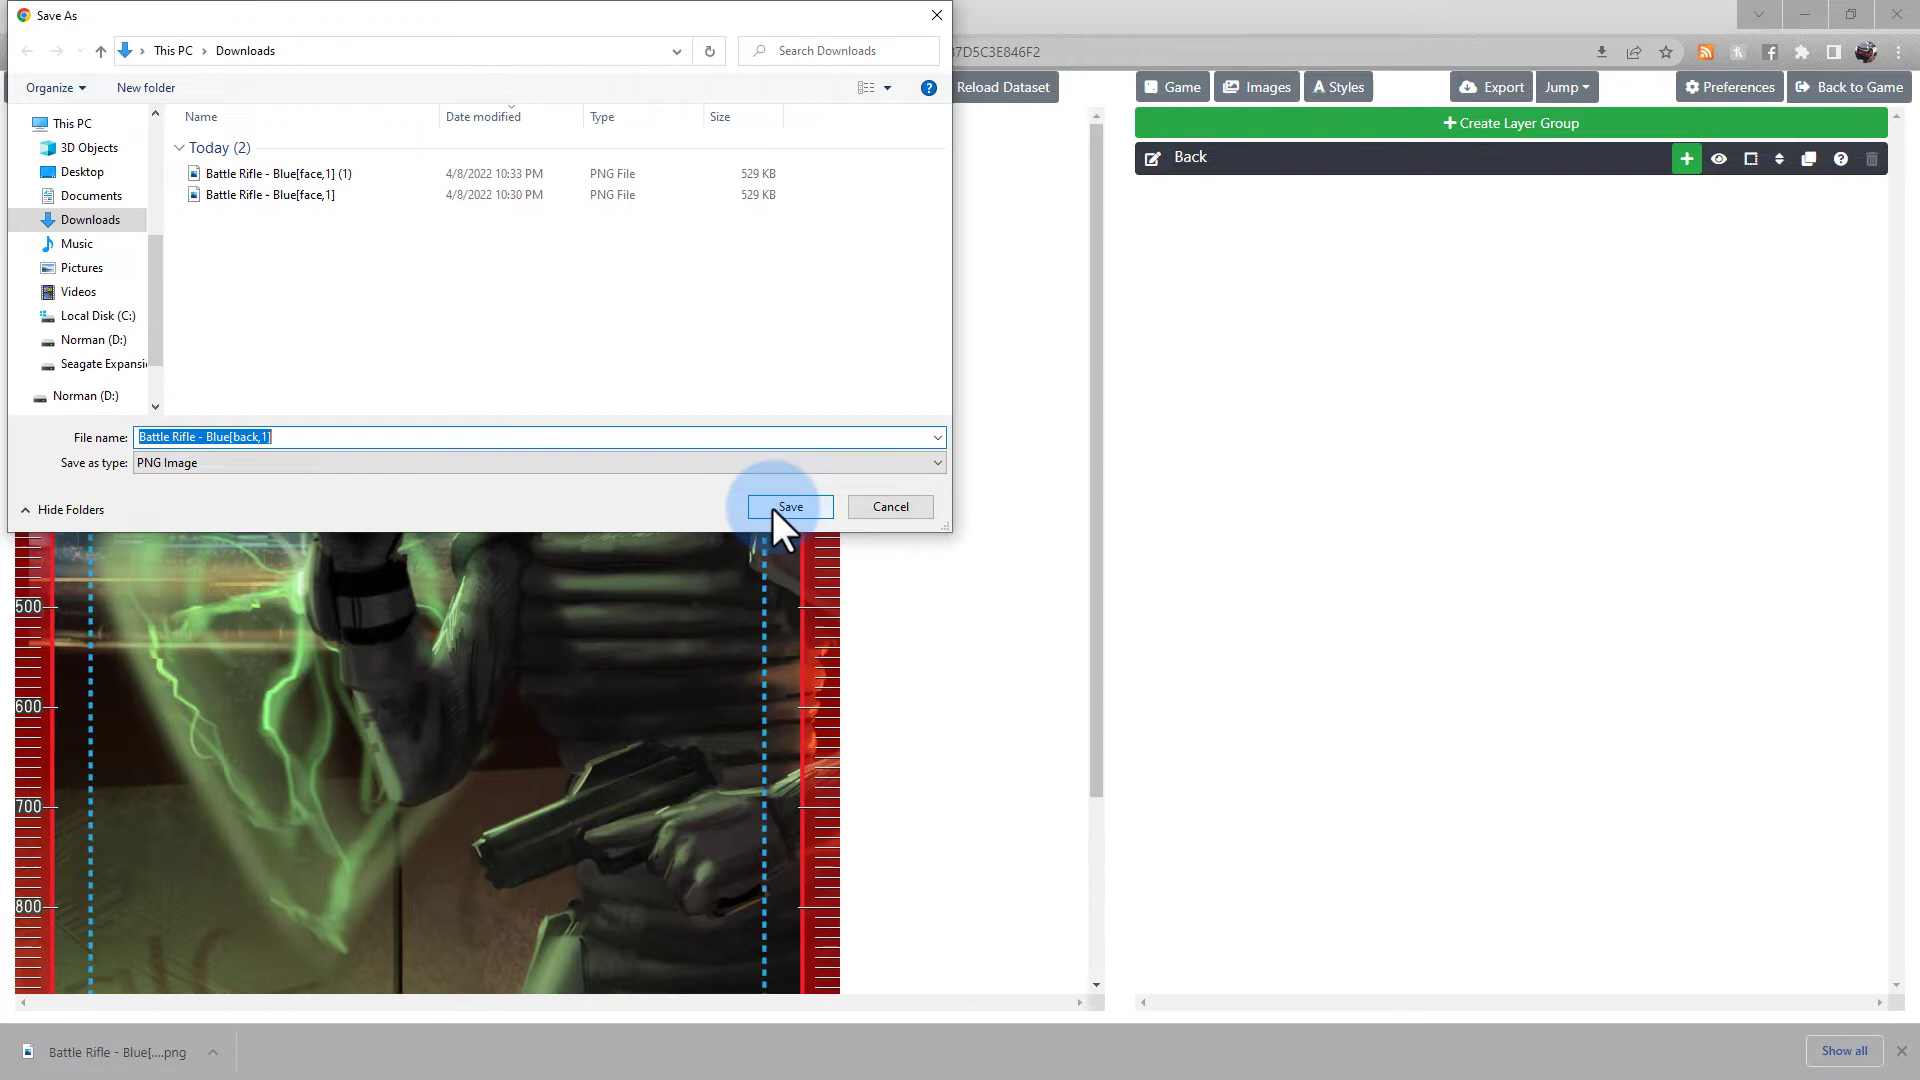 Save As
This PC
Downloads
Search Downloads
Organize
New folder
Name
Date modified
Type
Size
This PC
3D Objects
Desktop
Documents
Downloads
Music
Pictures
Videos
Local Disk (C:)
Norman (D:)
Seagate Expansi
Norman (D:)
Today (2)
Battle Rifle - Blue[face,1] (1)
4/8/2022 10:33 PM
PNG File
529 KB
Battle Rifle - Blue[face,1]
4/8/2022 10:30 PM
PNG File
529 KB
File name:
Battle Rifle - Blue[back,1]
Save as type:
PNG Image
Hide Folders
Save
Cancel
7D5C3E846F2
Reload Dataset
Game
Images
Styles
Export
Jump
Preferences
Back to Game
Create Layer Group
Back
500
600
700
800
Battle Rifle - Blue[....png
Show all